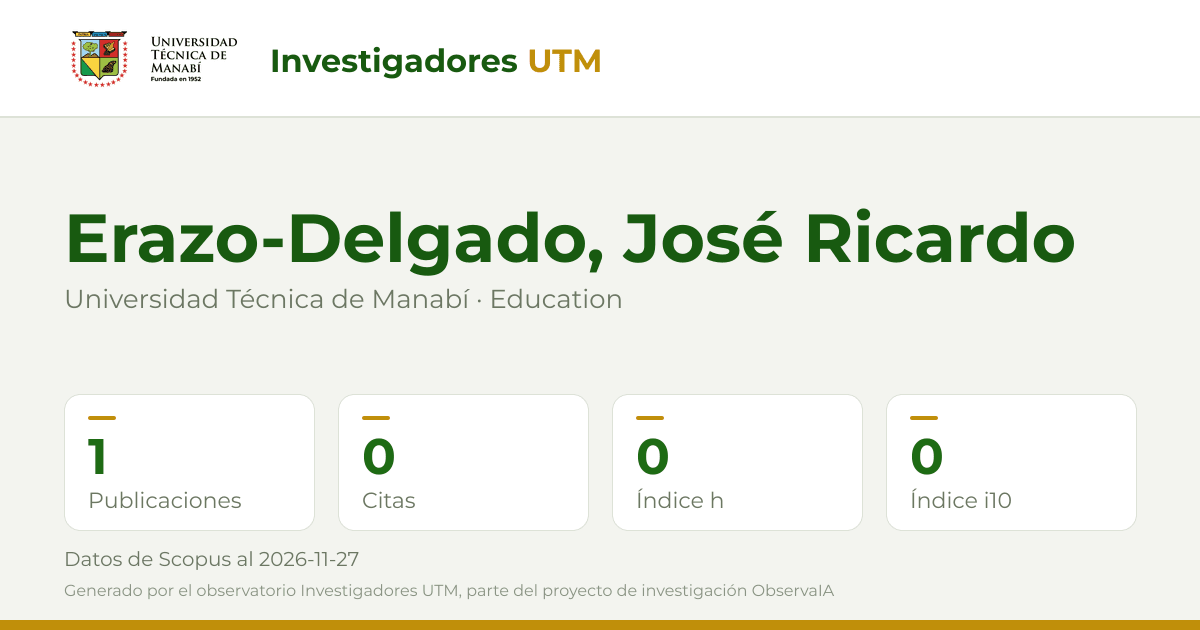 UNIVERSIDAD
TÉCNICA DE
MANABÍ
Fundada en 1952
Investigadores UTM
Erazo-Delgado, José Ricardo
Universidad Técnica de Manabí · Education
1
Publicaciones
0
Citas
0
Índice h
0
Índice i10
Datos de Scopus al 2026-11-27
Generado por el observatorio Investigadores UTM, parte del proyecto de investigación ObservaIA